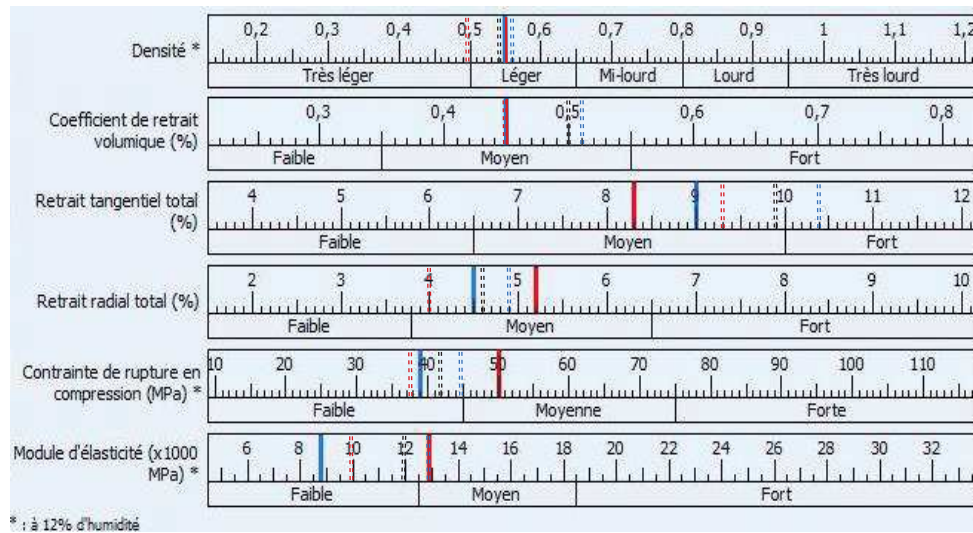 0,2 0,3 0,4 0,5 0,6 0,7 0,8 0,9 1 1,1 1,2
Densité *
Très léger Léger Mi-lourd Lourd Très lourd
0,3 0,4 0,5 0,6 0,7 0,8
Coefficient de retrait
volumique (%)
Faible Moyen Fort
4 5 6 7 8 9 10 11 12
Retrait tangentiel total
(%)
Faible Moyen Fort
2 3 4 5 6 7 8 9 10
Retrait radial total (%)
Faible Moyen Fort
10 20 30 40 50 60 70 80 90 100 110
Contrainte de rupture en
compression (MPa) *
Faible Moyenne Forte
6 8 10 12 14 16 18 20 22 24 26 28 30 32
Module d'élasticité (x1000
MPa) *
Faible Moyen Fort
* : à 12% d'humidité